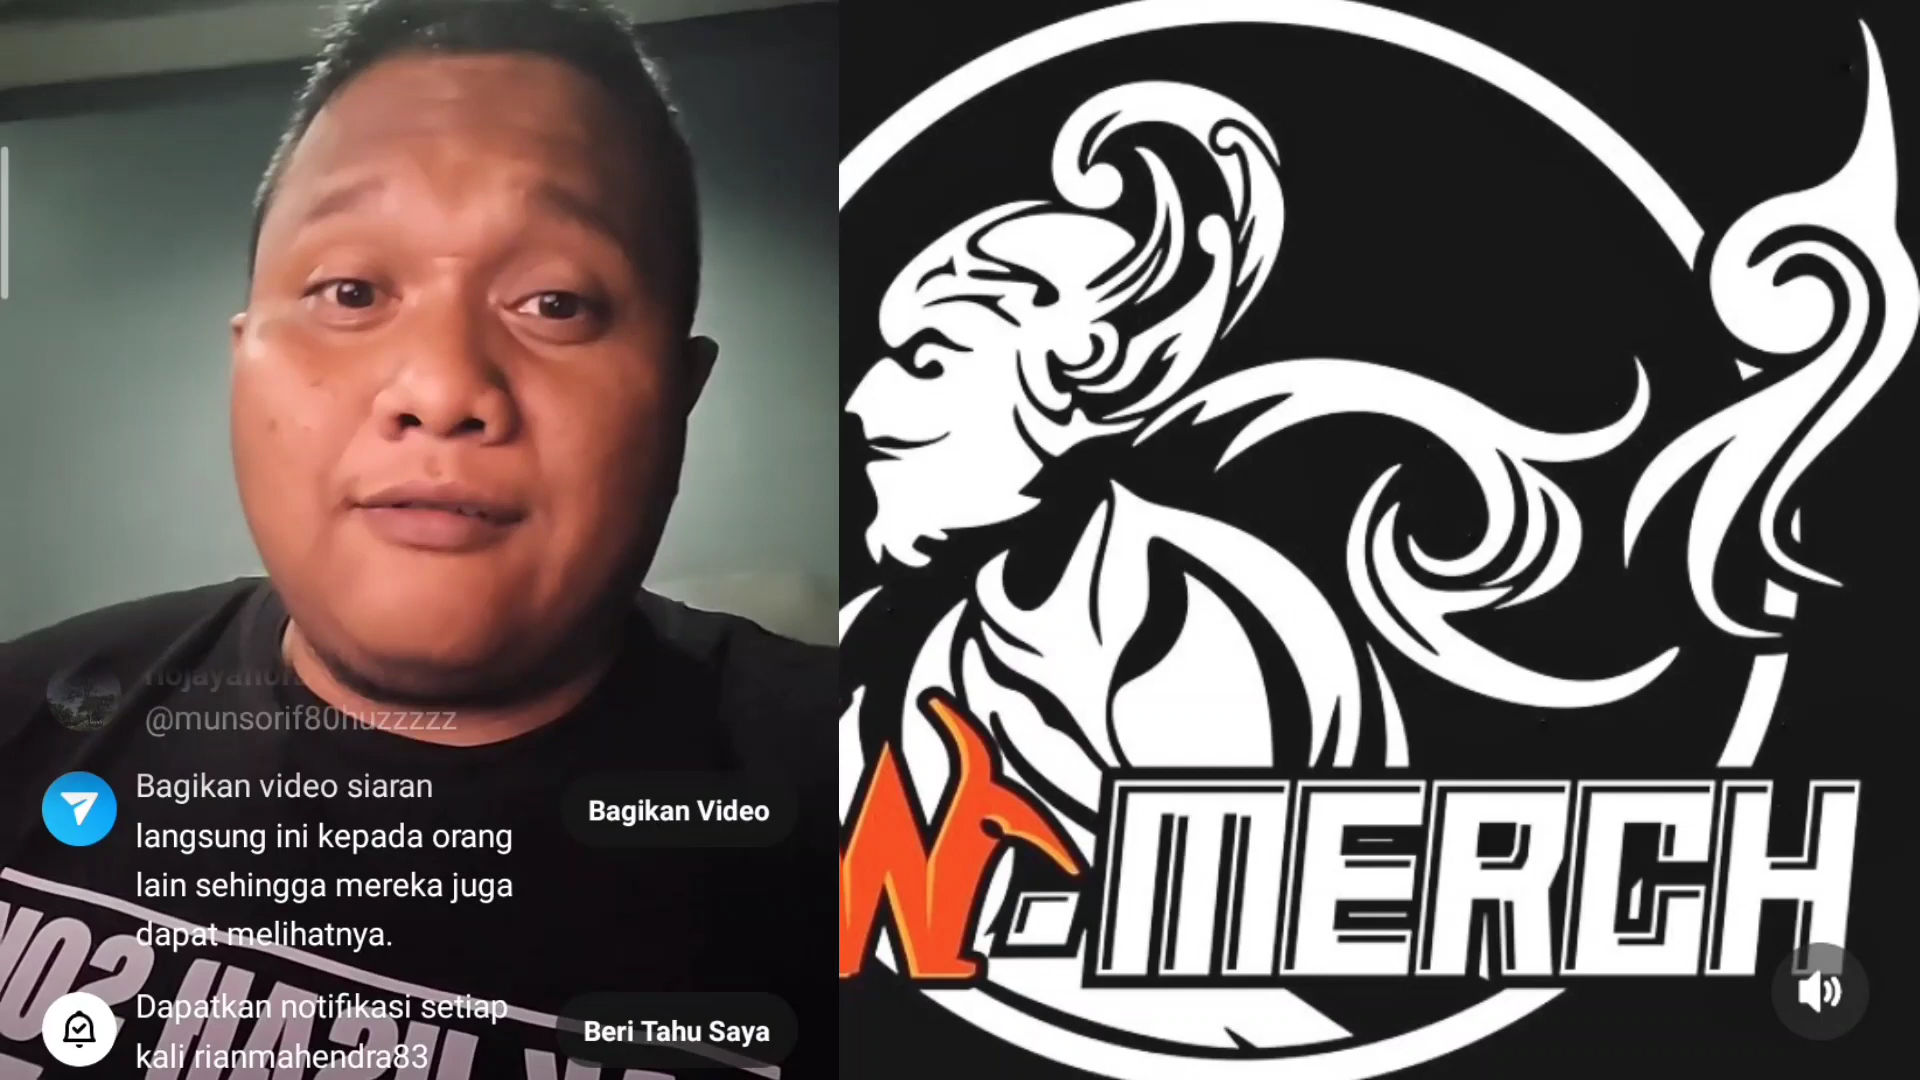 @munsorif80huzzzzz
Bagikan video siaran
langsung ini kepada orang
lain sehingga mereka juga
dapat melihatnya.
Bagikan Video
Dapatkan notifikasi setiap
kali rianmahendra83
Beri Tahu Saya
W-MERCH